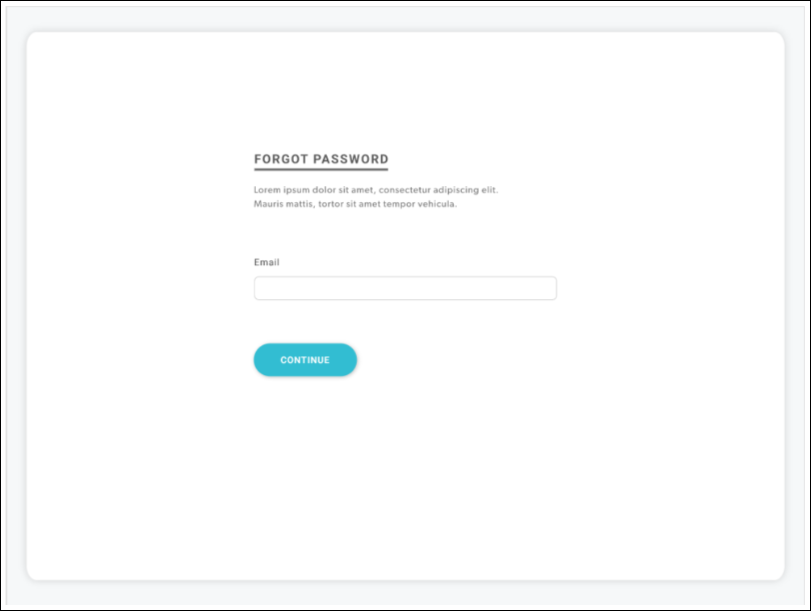 FORGOT PASSWORD
Lorem ipsum dolor sit amet, consectetur adipiscing elit.
Mauris mattis, tortor sit amet tempor vehicula.
Email
CONTINUE